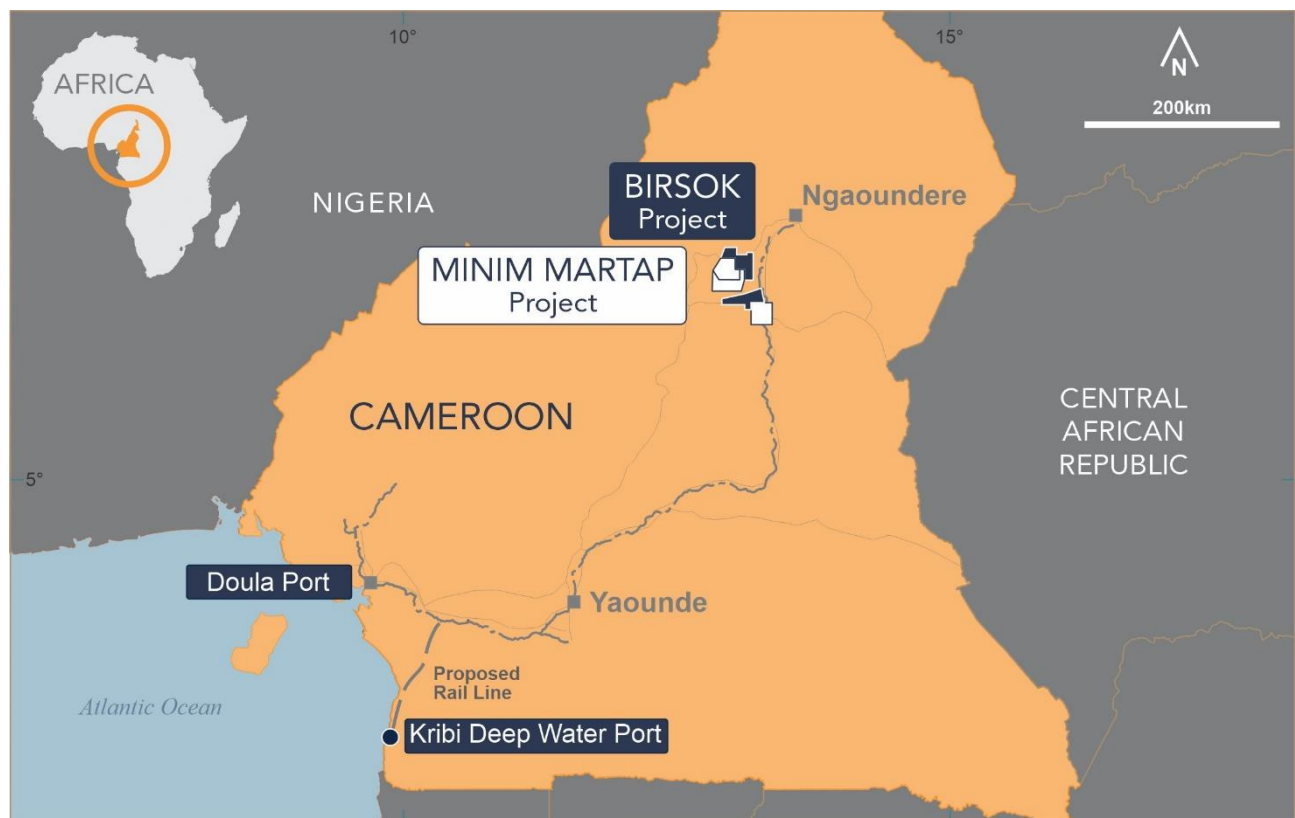 10°
15°
AFRICA
N
200km
NIGERIA
BIRSOK
Project
Ngaoundere
MINIM MARTAP
Project
CAMEROON
CENTRAL
AFRICAN
REPUBLIC
5°
Doula Port
Yaounde
Proposed
Rail Line
Atlantic Ocean
Kribi Deep Water Port